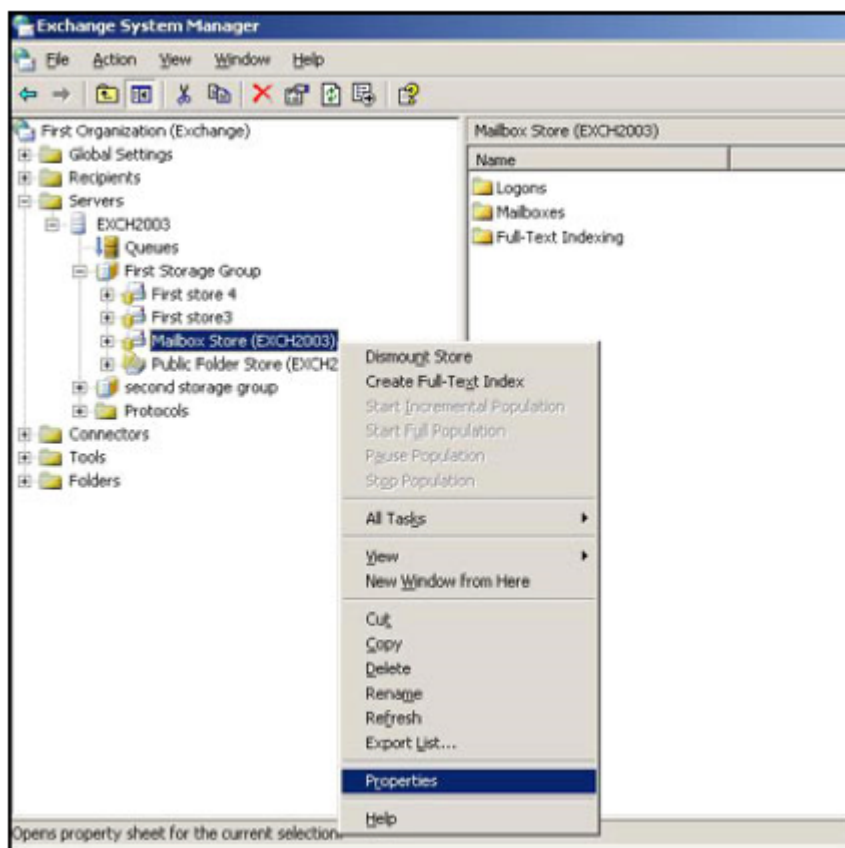 Exchange System Manager
File Action View Window Help
First Organization (Exchange)
Global Settings
Recipients
Servers
EXCH2003
Queues
First Storage Group
First store 4
First store3
Mailbox Store (EXCH2003)
Public Folder Store (EXCH2
second storage group
Protocols
Connectors
Tools
Folders
Mailbox Store (EXCH2003)
Name
Logons
Mailboxes
Full-Text Indexing
Dismount Store
Create Full-Text Index
Start Incremental Population
Start Full Population
Pause Population
Stop Population
All Tasks
View
New Window from Here
Cut
Copy
Delete
Rename
Refresh
Export List...
Properties
Help
Opens property sheet for the current selection.